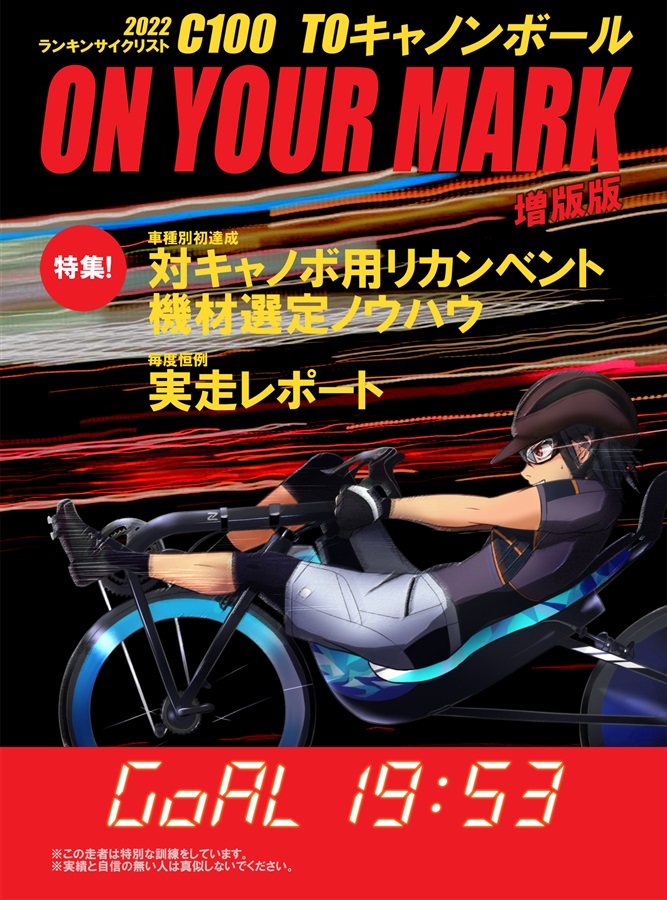 2022
ランキンサイクリスト C100 TOキャノンボール
ON YOUR MARK
増版版
特集!
車種別初達成
対キャノボ用リカンベント
機材選定ノウハウ
毎度恒例
実走レポート
GoAL 19:53
※この走者は特別な訓練をしています。
※実績と自信の無い人は真似しないでください。